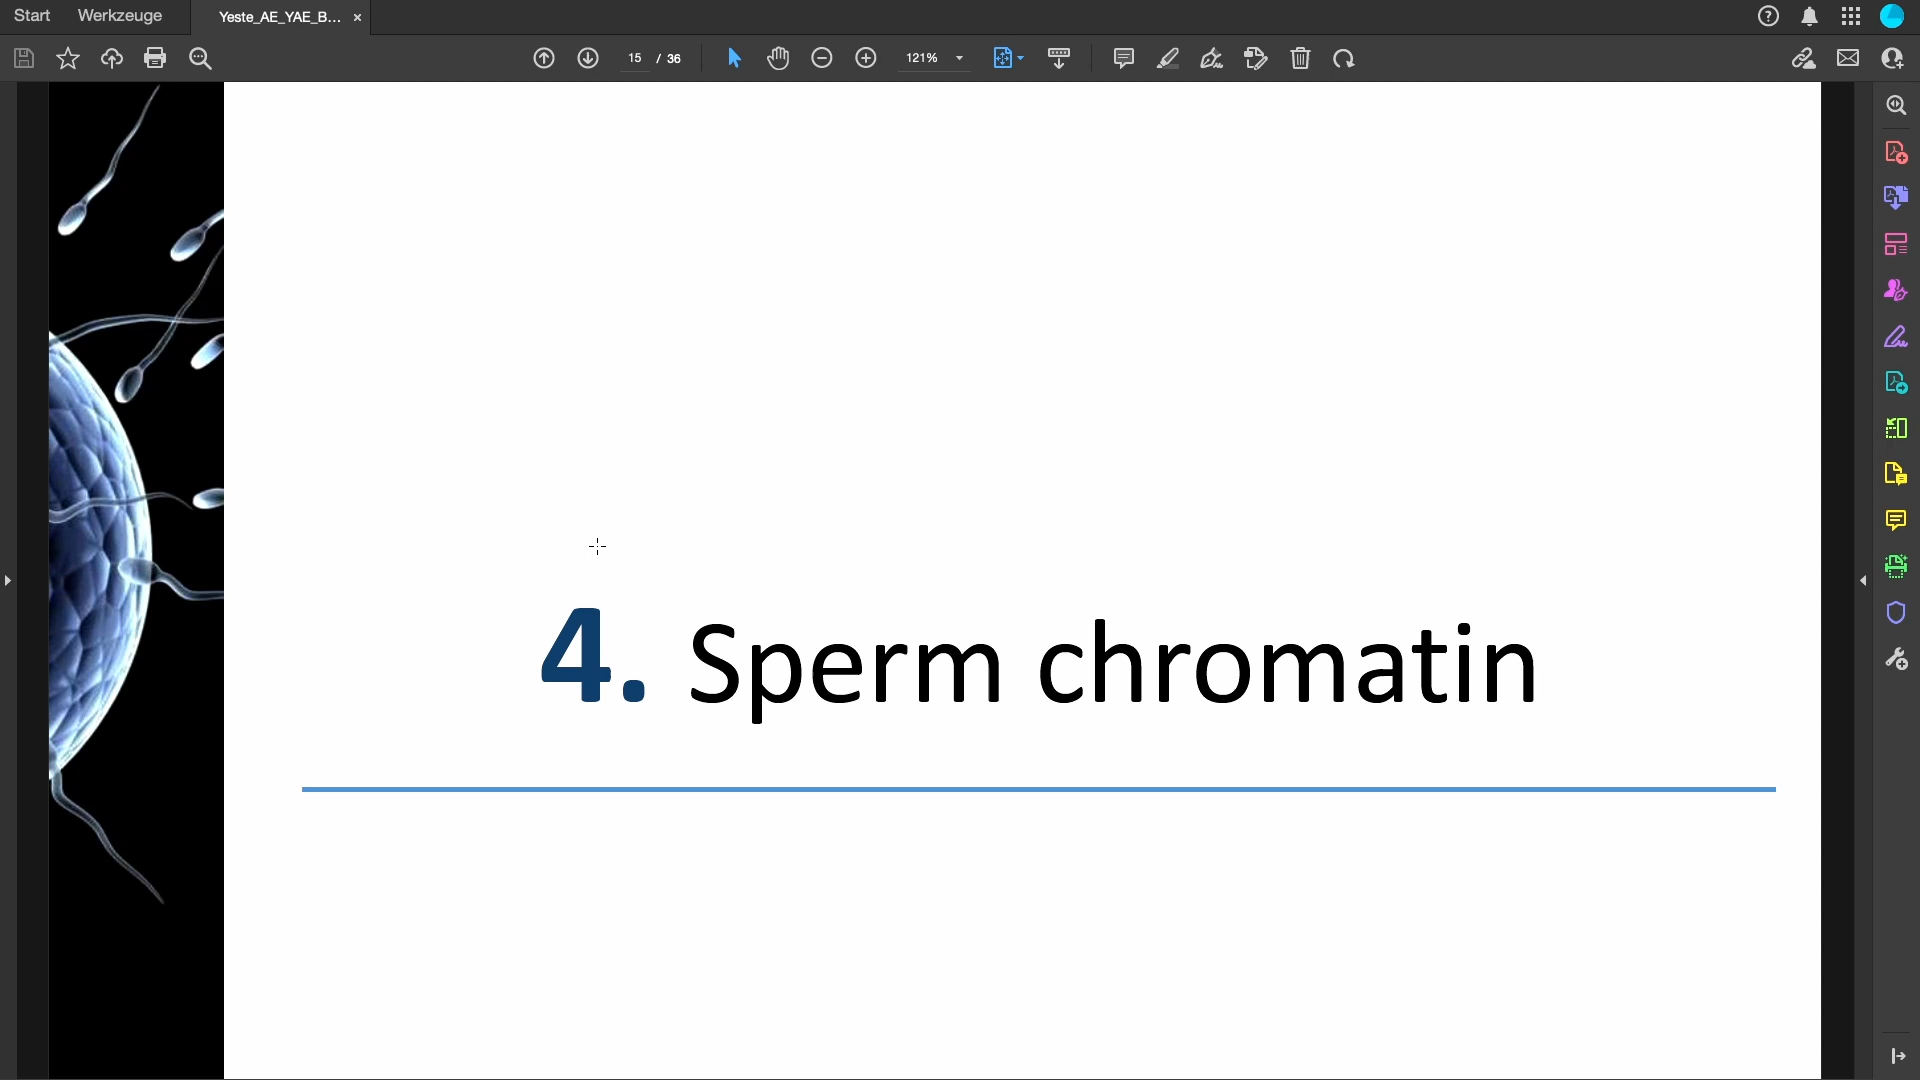 Start Werkzeuge Yeste_AE_YAE_B... ×
15 / 36 121%
4. Sperm chromatin